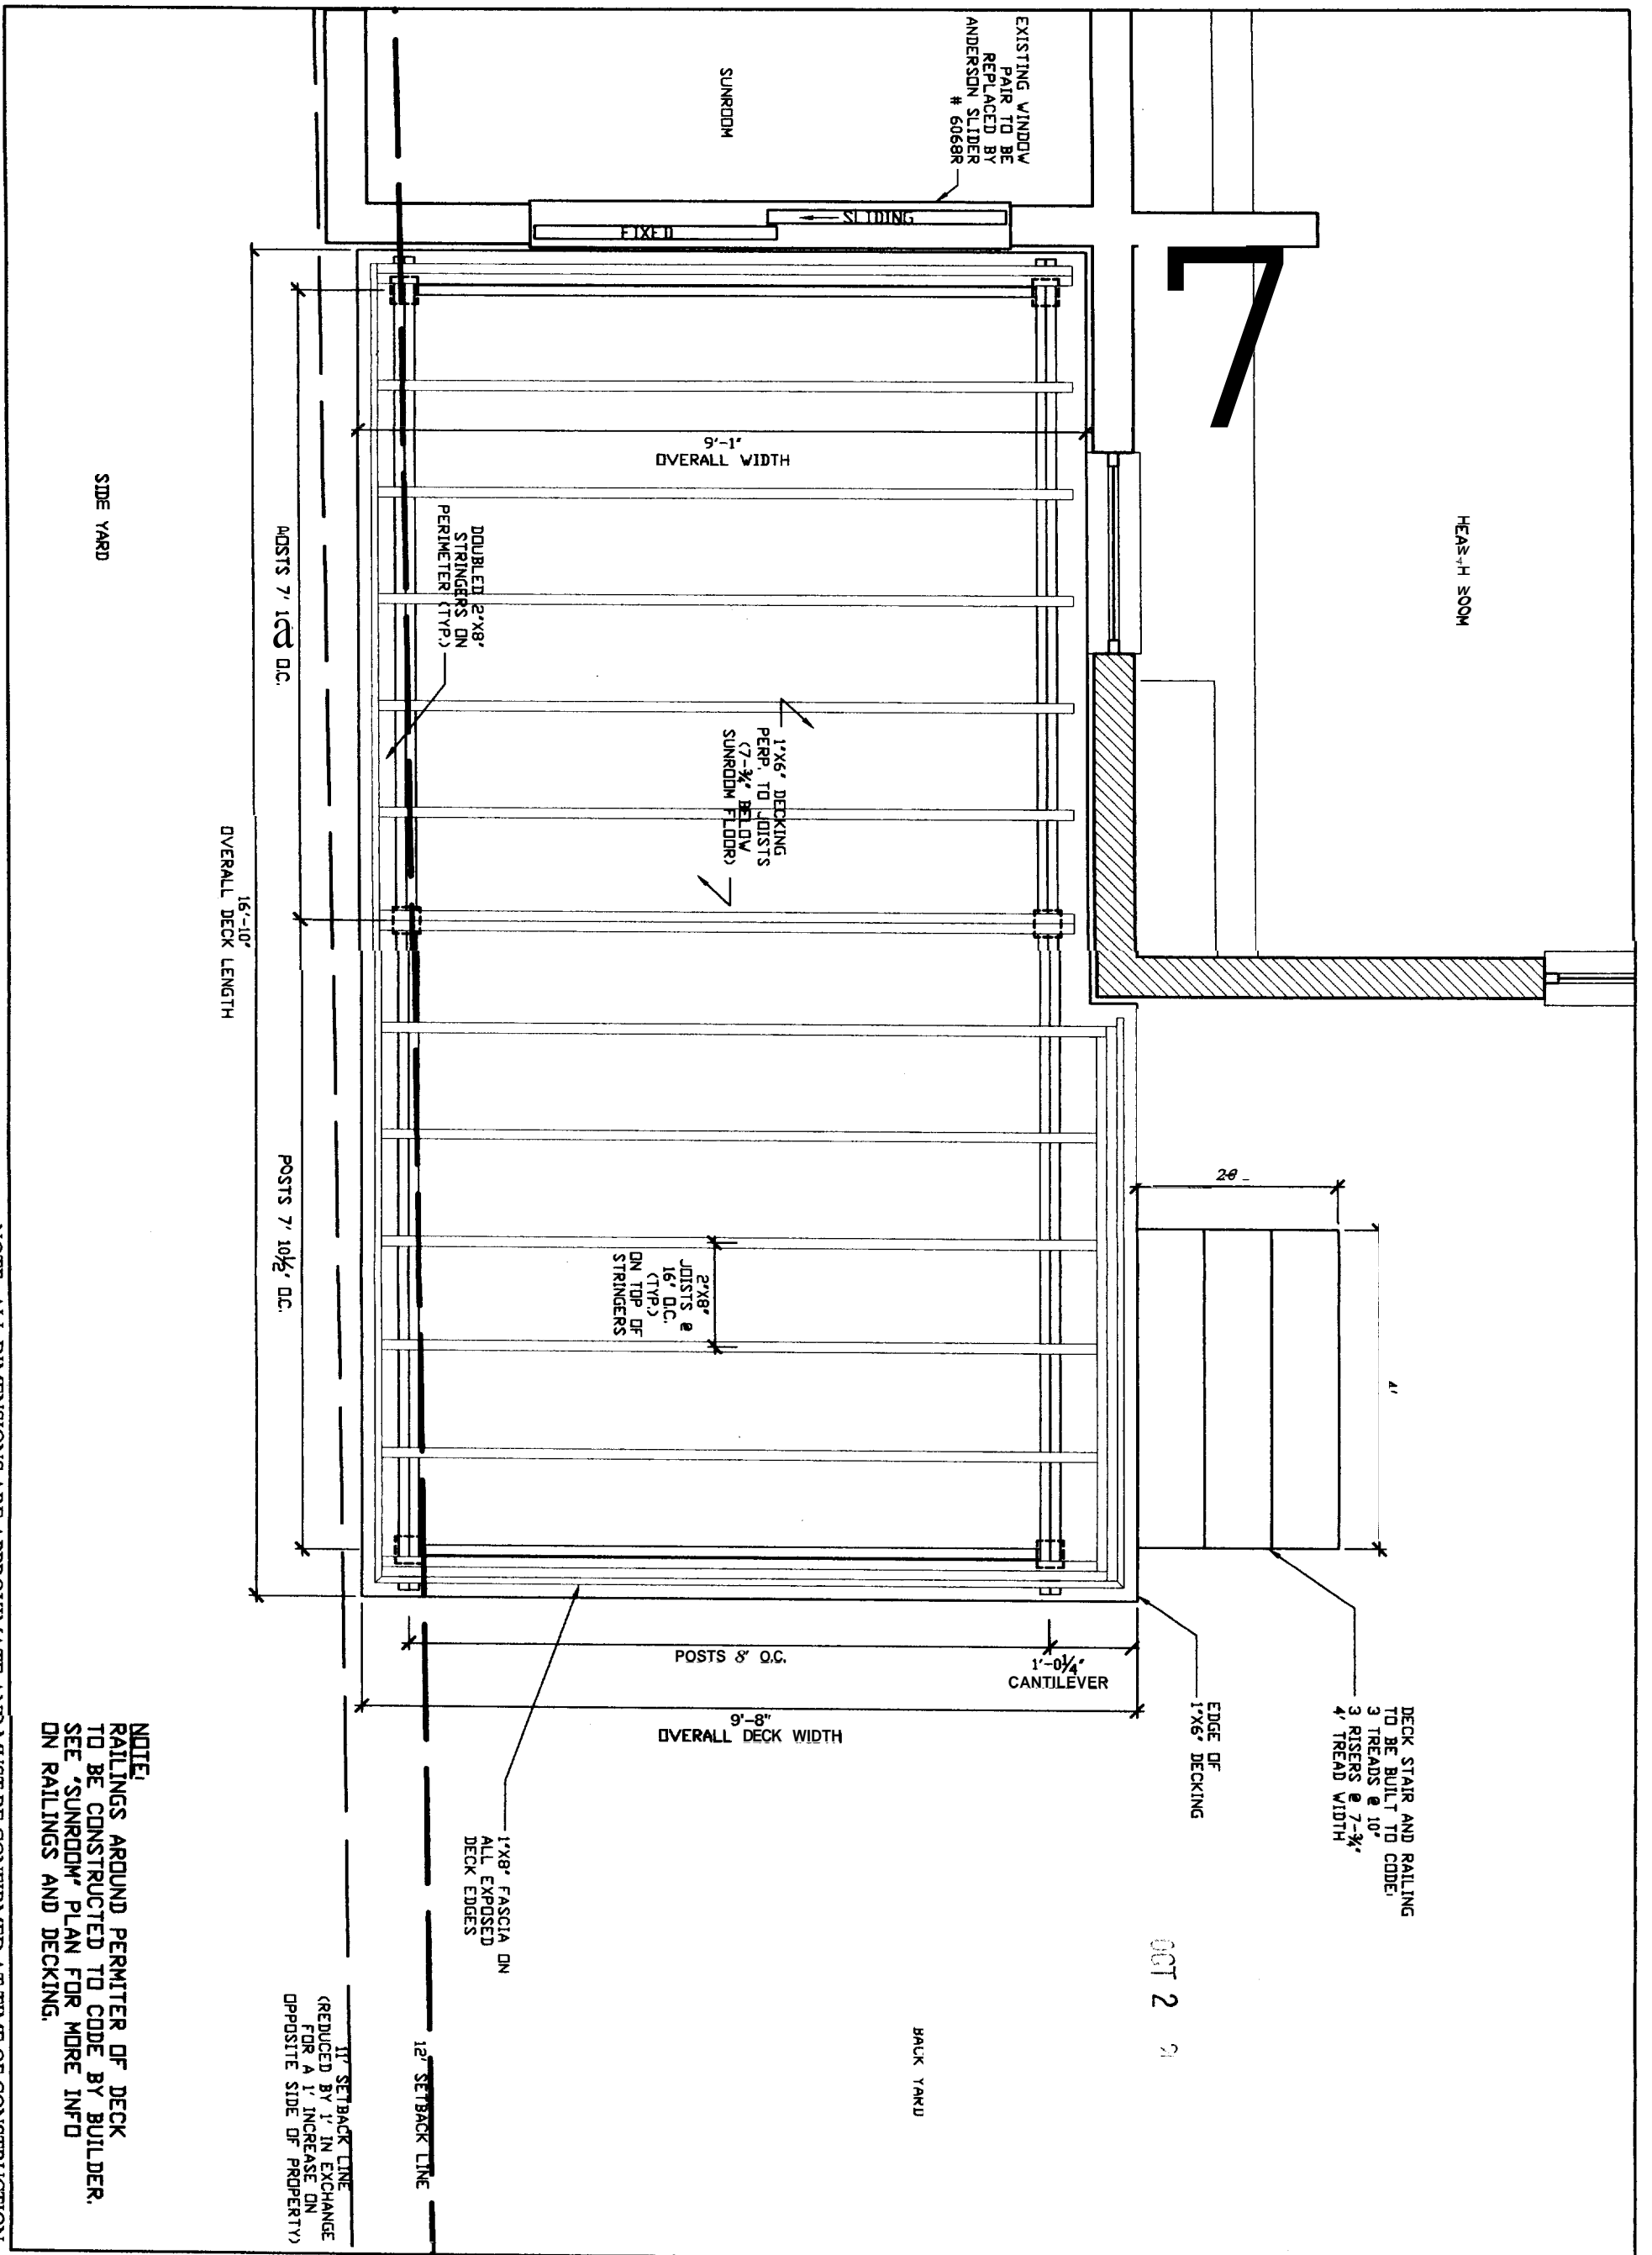 EXISTING WINDOW
PAIR TO BE
REPLACED BY
ANDERSON SLIDER
# 6068R
SUNROOM
SLIDING
FIXED
7
9'-1"
OVERALL WIDTH
DOUBLED 2"X8"
STRINGERS ON
PERIMETER (TYP.)
SIDE YARD
POSTS 7' 10
O.C.
1"X6" DECKING
PERP. TO JOISTS
(7-3/4" BELOW
SUNROOM FLOOR)
16'-10"
OVERALL DECK LENGTH
POSTS 7' 10½" O.C.
2"X8"
JOISTS @
16" O.C.
(TYP.)
ON TOP OF
STRINGERS
4'
DECK STAIR AND RAILING
TO BE BUILT TO CODE:
3 TREADS @ 10"
3 RISERS @ 7-3/4"
4' TREAD WIDTH
EDGE OF
1"X6" DECKING
POSTS 8' O.C.
1'-0¼"
CANTILEVER
9'-8"
OVERALL DECK WIDTH
1"X8" FASCIA ON
ALL EXPOSED
DECK EDGES
OCT 2
BACK YARD
12' SETBACK LINE
11' SETBACK LINE
(REDUCED BY 1' IN EXCHANGE
FOR A 1' INCREASE ON
OPPOSITE SIDE OF PROPERTY)
NOTE:
RAILINGS AROUND PERMITER OF DECK
TO BE CONSTRUCTED TO CODE BY BUILDER.
SEE "SUNROOM" PLAN FOR MORE INFO
ON RAILINGS AND DECKING.